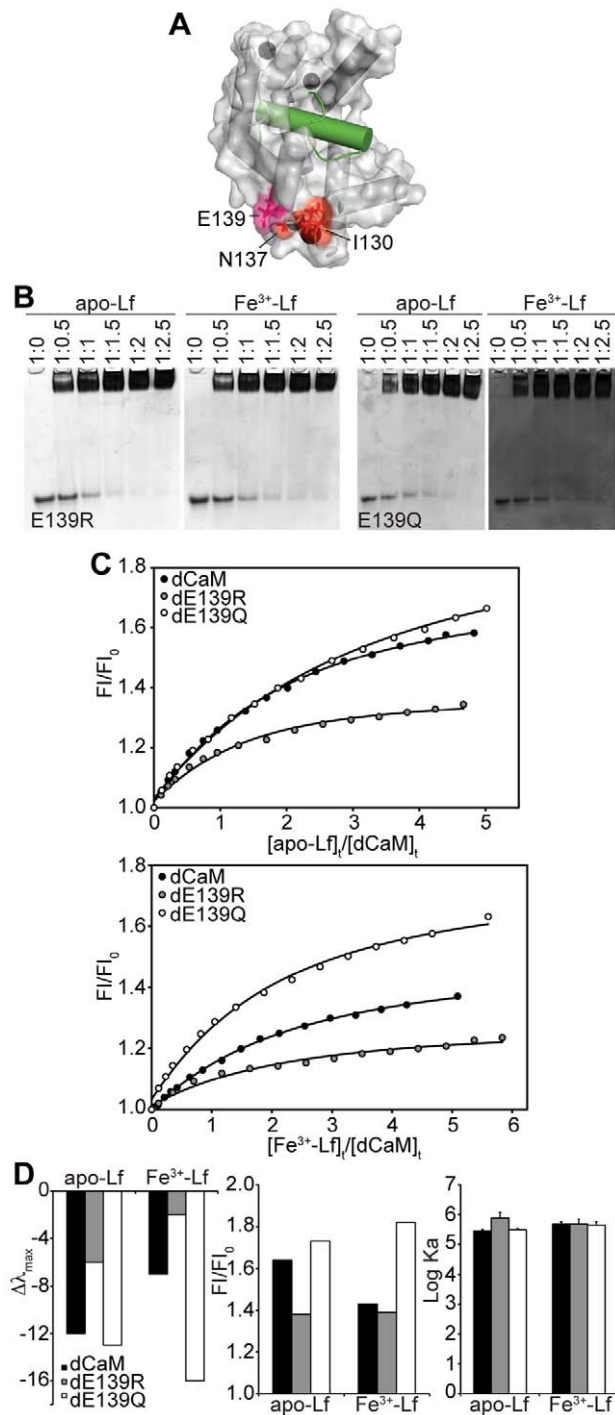 A
E139
N137
I130
B
apo-Lf Fe³⁺-Lf apo-Lf Fe³⁺-Lf
1:0 1:0.5 1:1 1:1.5 1:2 1:2.5 1:0 1:0.5 1:1 1:1.5 1:2 1:2.5 1:0 1:0.5 1:1 1:1.5 1:2 1:2.5 1:0 1:0.5 1:1 1:1.5 1:2 1:2.5
E139R E139Q
C
dCaM
dE139R
dE139Q
FI/FI₀
1.6
1.4
1.2
1.0
0 1 2 3 4 5
[apo-Lf]ₜ/[dCaM]ₜ
dCaM
dE139R
dE139Q
FI/FI₀
1.8
1.6
1.4
1.2
1.0
0 1 2 3 4 5 6
[Fe³⁺-Lf]ₜ/[dCaM]ₜ
D
apo-Lf Fe³⁺-Lf
Δλmax
0
-4
-8
-12
-16
dCaM
dE139R
dE139Q
FI/FI₀
2.0
1.8
1.6
1.4
1.2
1.0
apo-Lf Fe³⁺-Lf
Log Ka
7
6
5
4
3
2
1
0
apo-Lf Fe³⁺-Lf